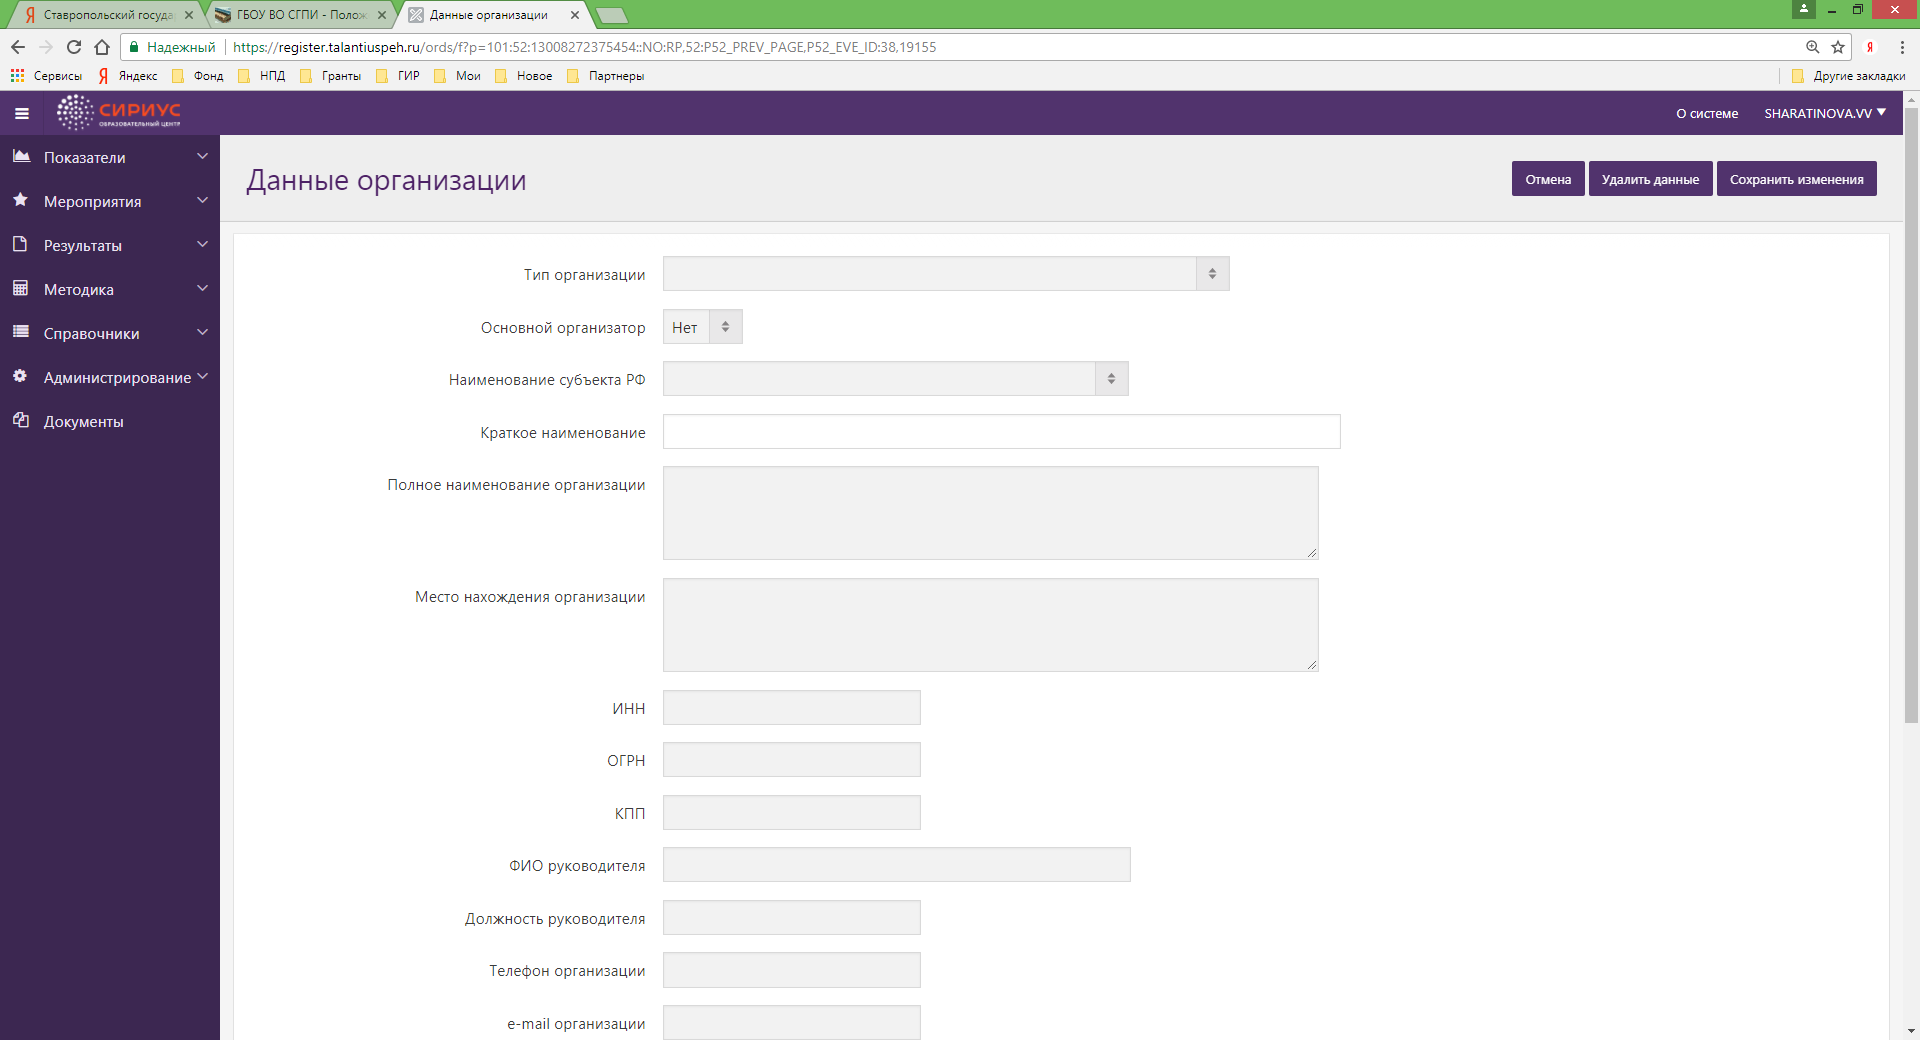 Ставропольский государ
ГБОУ ВО СГПИ - Полож
Данные организации
Надежный
https://register.talantiuspeh.ru/ords/f?p=101:52:13008272375454::NO:RP,52:P52_PREV_PAGE,P52_EVE_ID:38,19155
Сервисы
Яндекс
Фонд
НПД
Гранты
ГИР
Мои
Новое
Партнеры
Другие закладки
СИРИУС
ОБРАЗОВАТЕЛЬНЫЙ ЦЕНТР
О системе
SHARATINOVA.VV
Показатели
Мероприятия
Результаты
Методика
Справочники
Администрирование
Документы
Данные организации
Отмена
Удалить данные
Сохранить изменения
Тип организации
Основной организатор
Нет
Наименование субъекта РФ
Краткое наименование
Полное наименование организации
Место нахождения организации
ИНН
ОГРН
КПП
ФИО руководителя
Должность руководителя
Телефон организации
e-mail организации